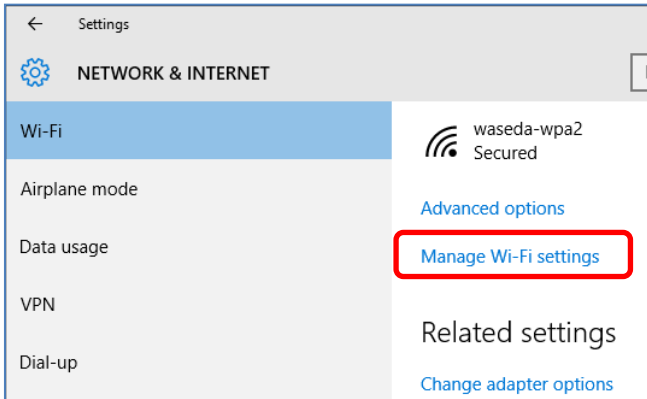 Settings
NETWORK & INTERNET
Wi-Fi
Airplane mode
Data usage
VPN
Dial-up
waseda-wpa2
Secured
Advanced options
Manage Wi-Fi settings
Related settings
Change adapter options